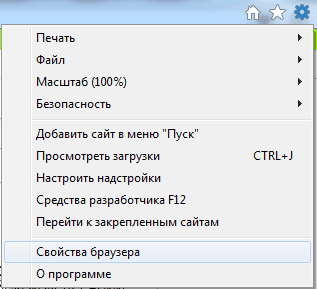 Печать
Файл
Масштаб (100%)
Безопасность
Добавить сайт в меню "Пуск"
Просмотреть загрузки CTRL+J
Настроить надстройки
Средства разработчика F12
Перейти к закрепленным сайтам
Свойства браузера
О программе